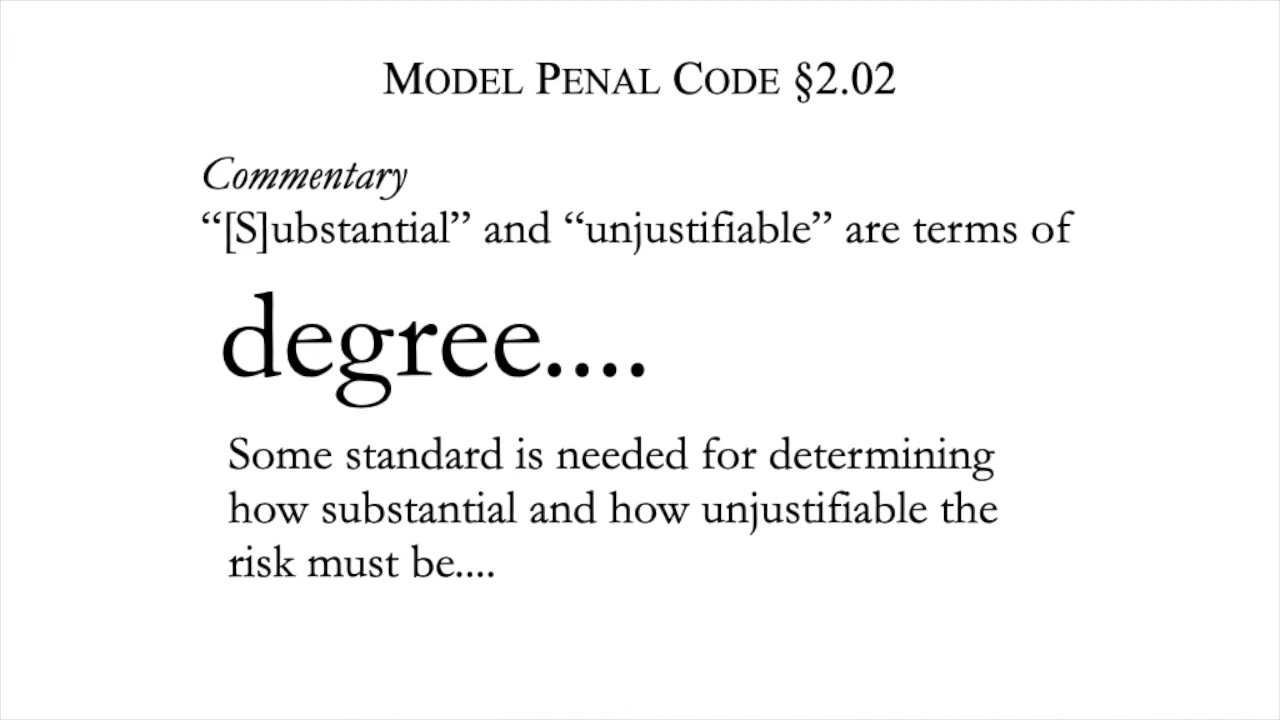 MODEL PENAL CODE §2.02
Commentary
“[S]ubstantial” and “unjustifiable” are terms of
degree....
Some standard is needed for determining
how substantial and how unjustifiable the
risk must be....